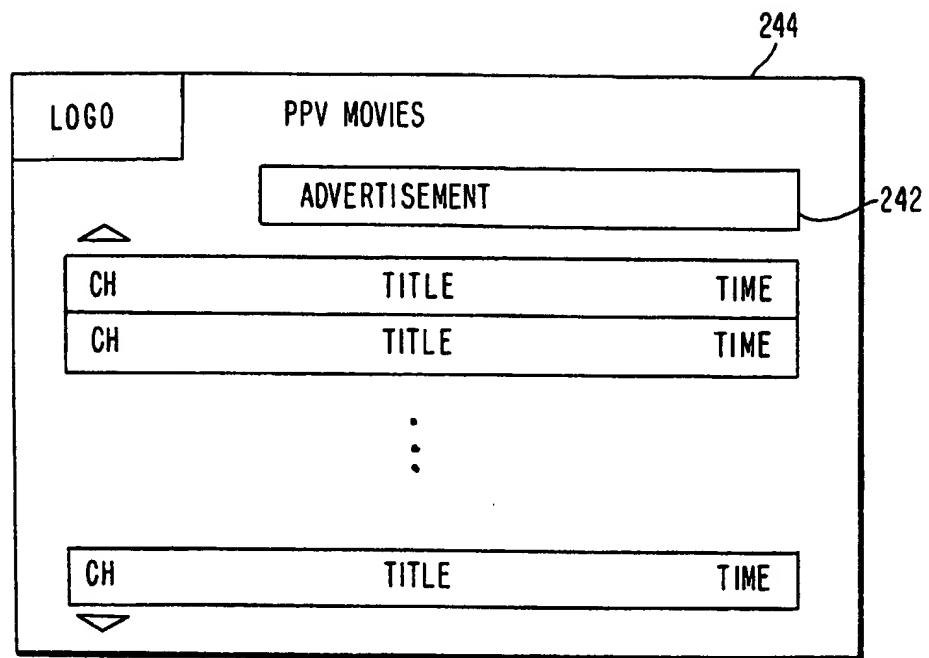 244
LOGO PPV MOVIES
ADVERTISEMENT
242
CH TITLE TIME
CH TITLE TIME
CH TITLE TIME